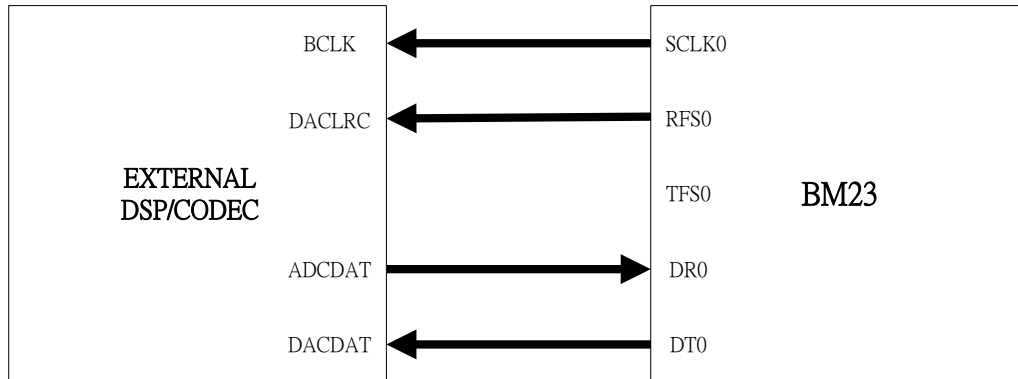 BCLK
SCLK0
DACLRC
RFS0
EXTERNAL
DSP/CODEC
TFS0
BM23
ADCDAT
DR0
DACDAT
DT0